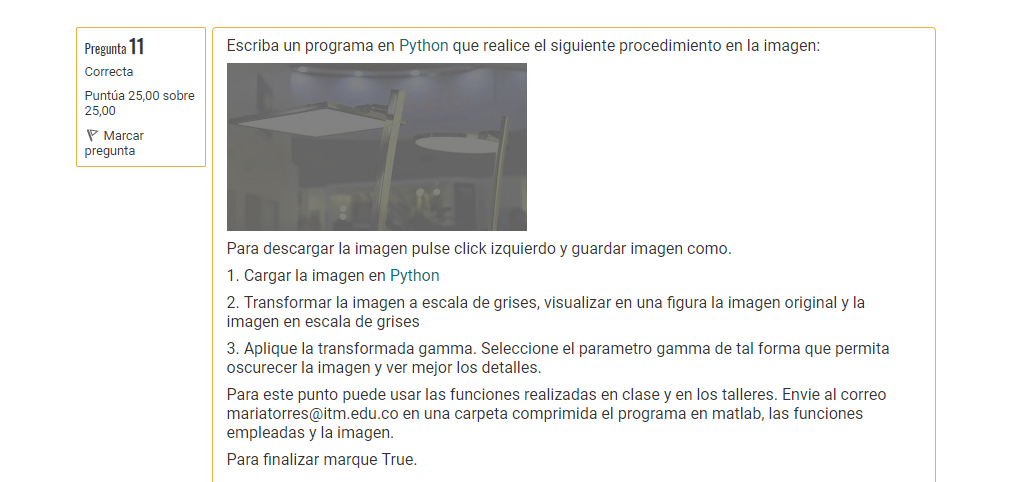 Pregunta 11
Correcta
Puntúa 25,00 sobre
25,00
Marcar
pregunta
Escriba un programa en Python que realice el siguiente procedimiento en la imagen:
Para descargar la imagen pulse click izquierdo y guardar imagen como.
1. Cargar la imagen en Python
2. Transformar la imagen a escala de grises, visualizar en una figura la imagen original y la
imagen en escala de grises
3. Aplique la transformada gamma. Seleccione el parametro gamma de tal forma que permita
oscurecer la imagen y ver mejor los detalles.
Para este punto puede usar las funciones realizadas en clase y en los talleres. Envie al correo
mariatorres@itm.edu.co en una carpeta comprimida el programa en matlab, las funciones
empleadas y la imagen.
Para finalizar marque True.